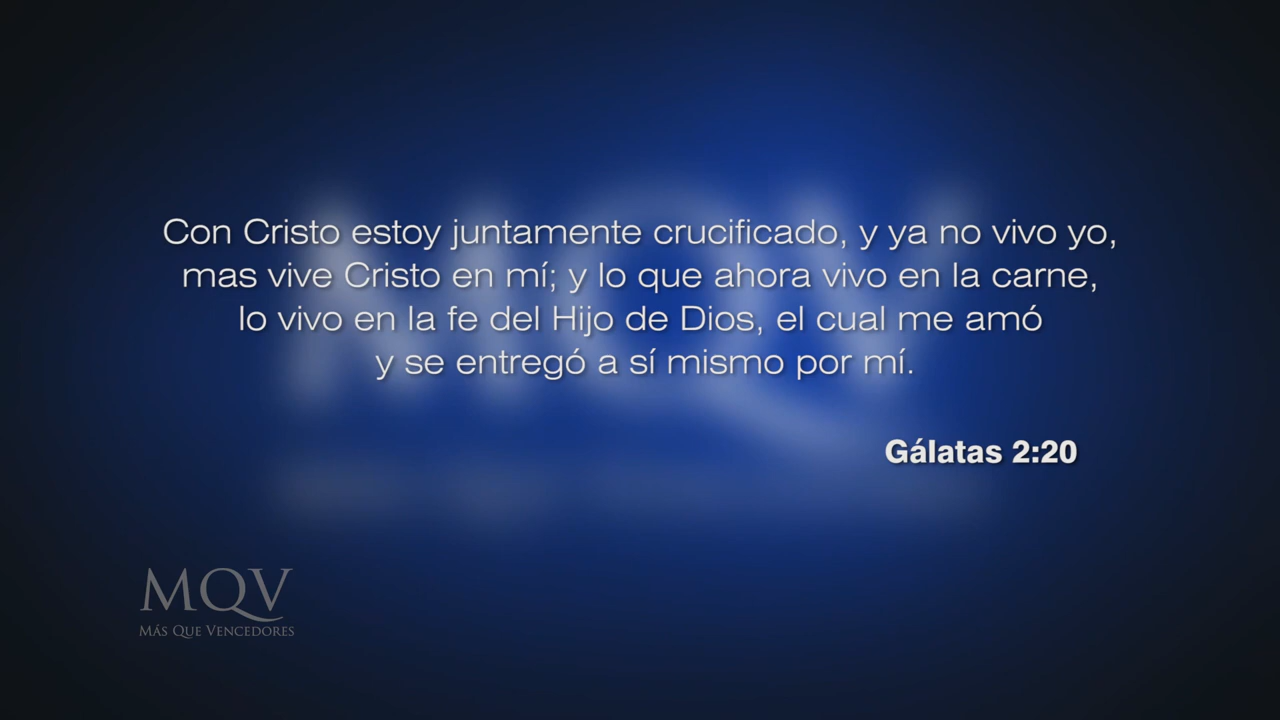 Con Cristo estoy juntamente crucificado, y ya no vivo yo,
mas vive Cristo en mí; y lo que ahora vivo en la carne,
lo vivo en la fe del Hijo de Dios, el cual me amó
y se entregó a sí mismo por mí.
Gálatas 2:20
MQV
MÁS QUE VENCEDORES